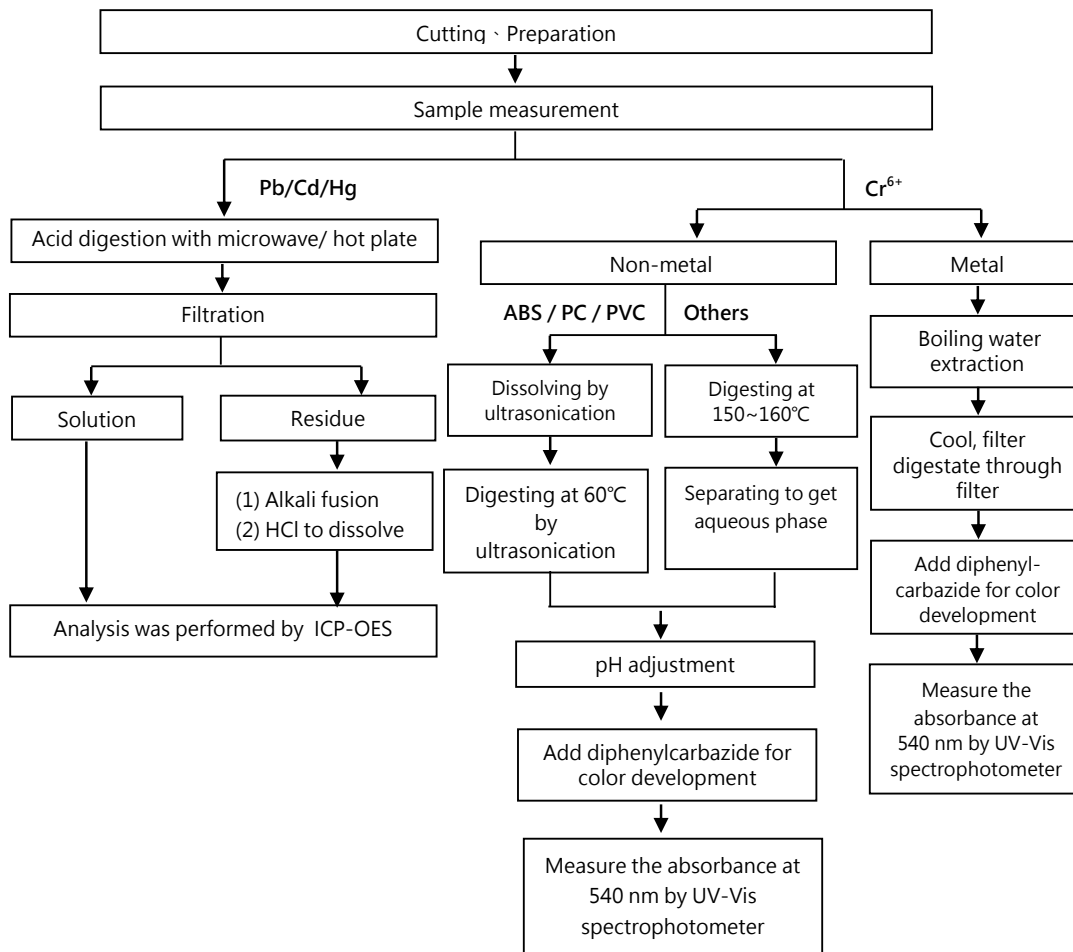 Cutting、Preparation
Sample measurement
Pb/Cd/Hg
Cr6+
Acid digestion with microwave/ hot plate
Filtration
Solution
Residue
(1) Alkali fusion
(2) HCl to dissolve
Analysis was performed by ICP-OES
Non-metal
ABS / PC / PVC
Others
Dissolving by
ultrasonication
Digesting at 60℃
by
ultrasonication
Digesting at
150~160℃
Separating to get
aqueous phase
pH adjustment
Add diphenylcarbazide for
color development
Measure the absorbance at
540 nm by UV-Vis
spectrophotometer
Metal
Boiling water
extraction
Cool, filter
digestate through
filter
Add diphenyl-
carbazide for color
development
Measure the
absorbance at
540 nm by UV-Vis
spectrophotometer